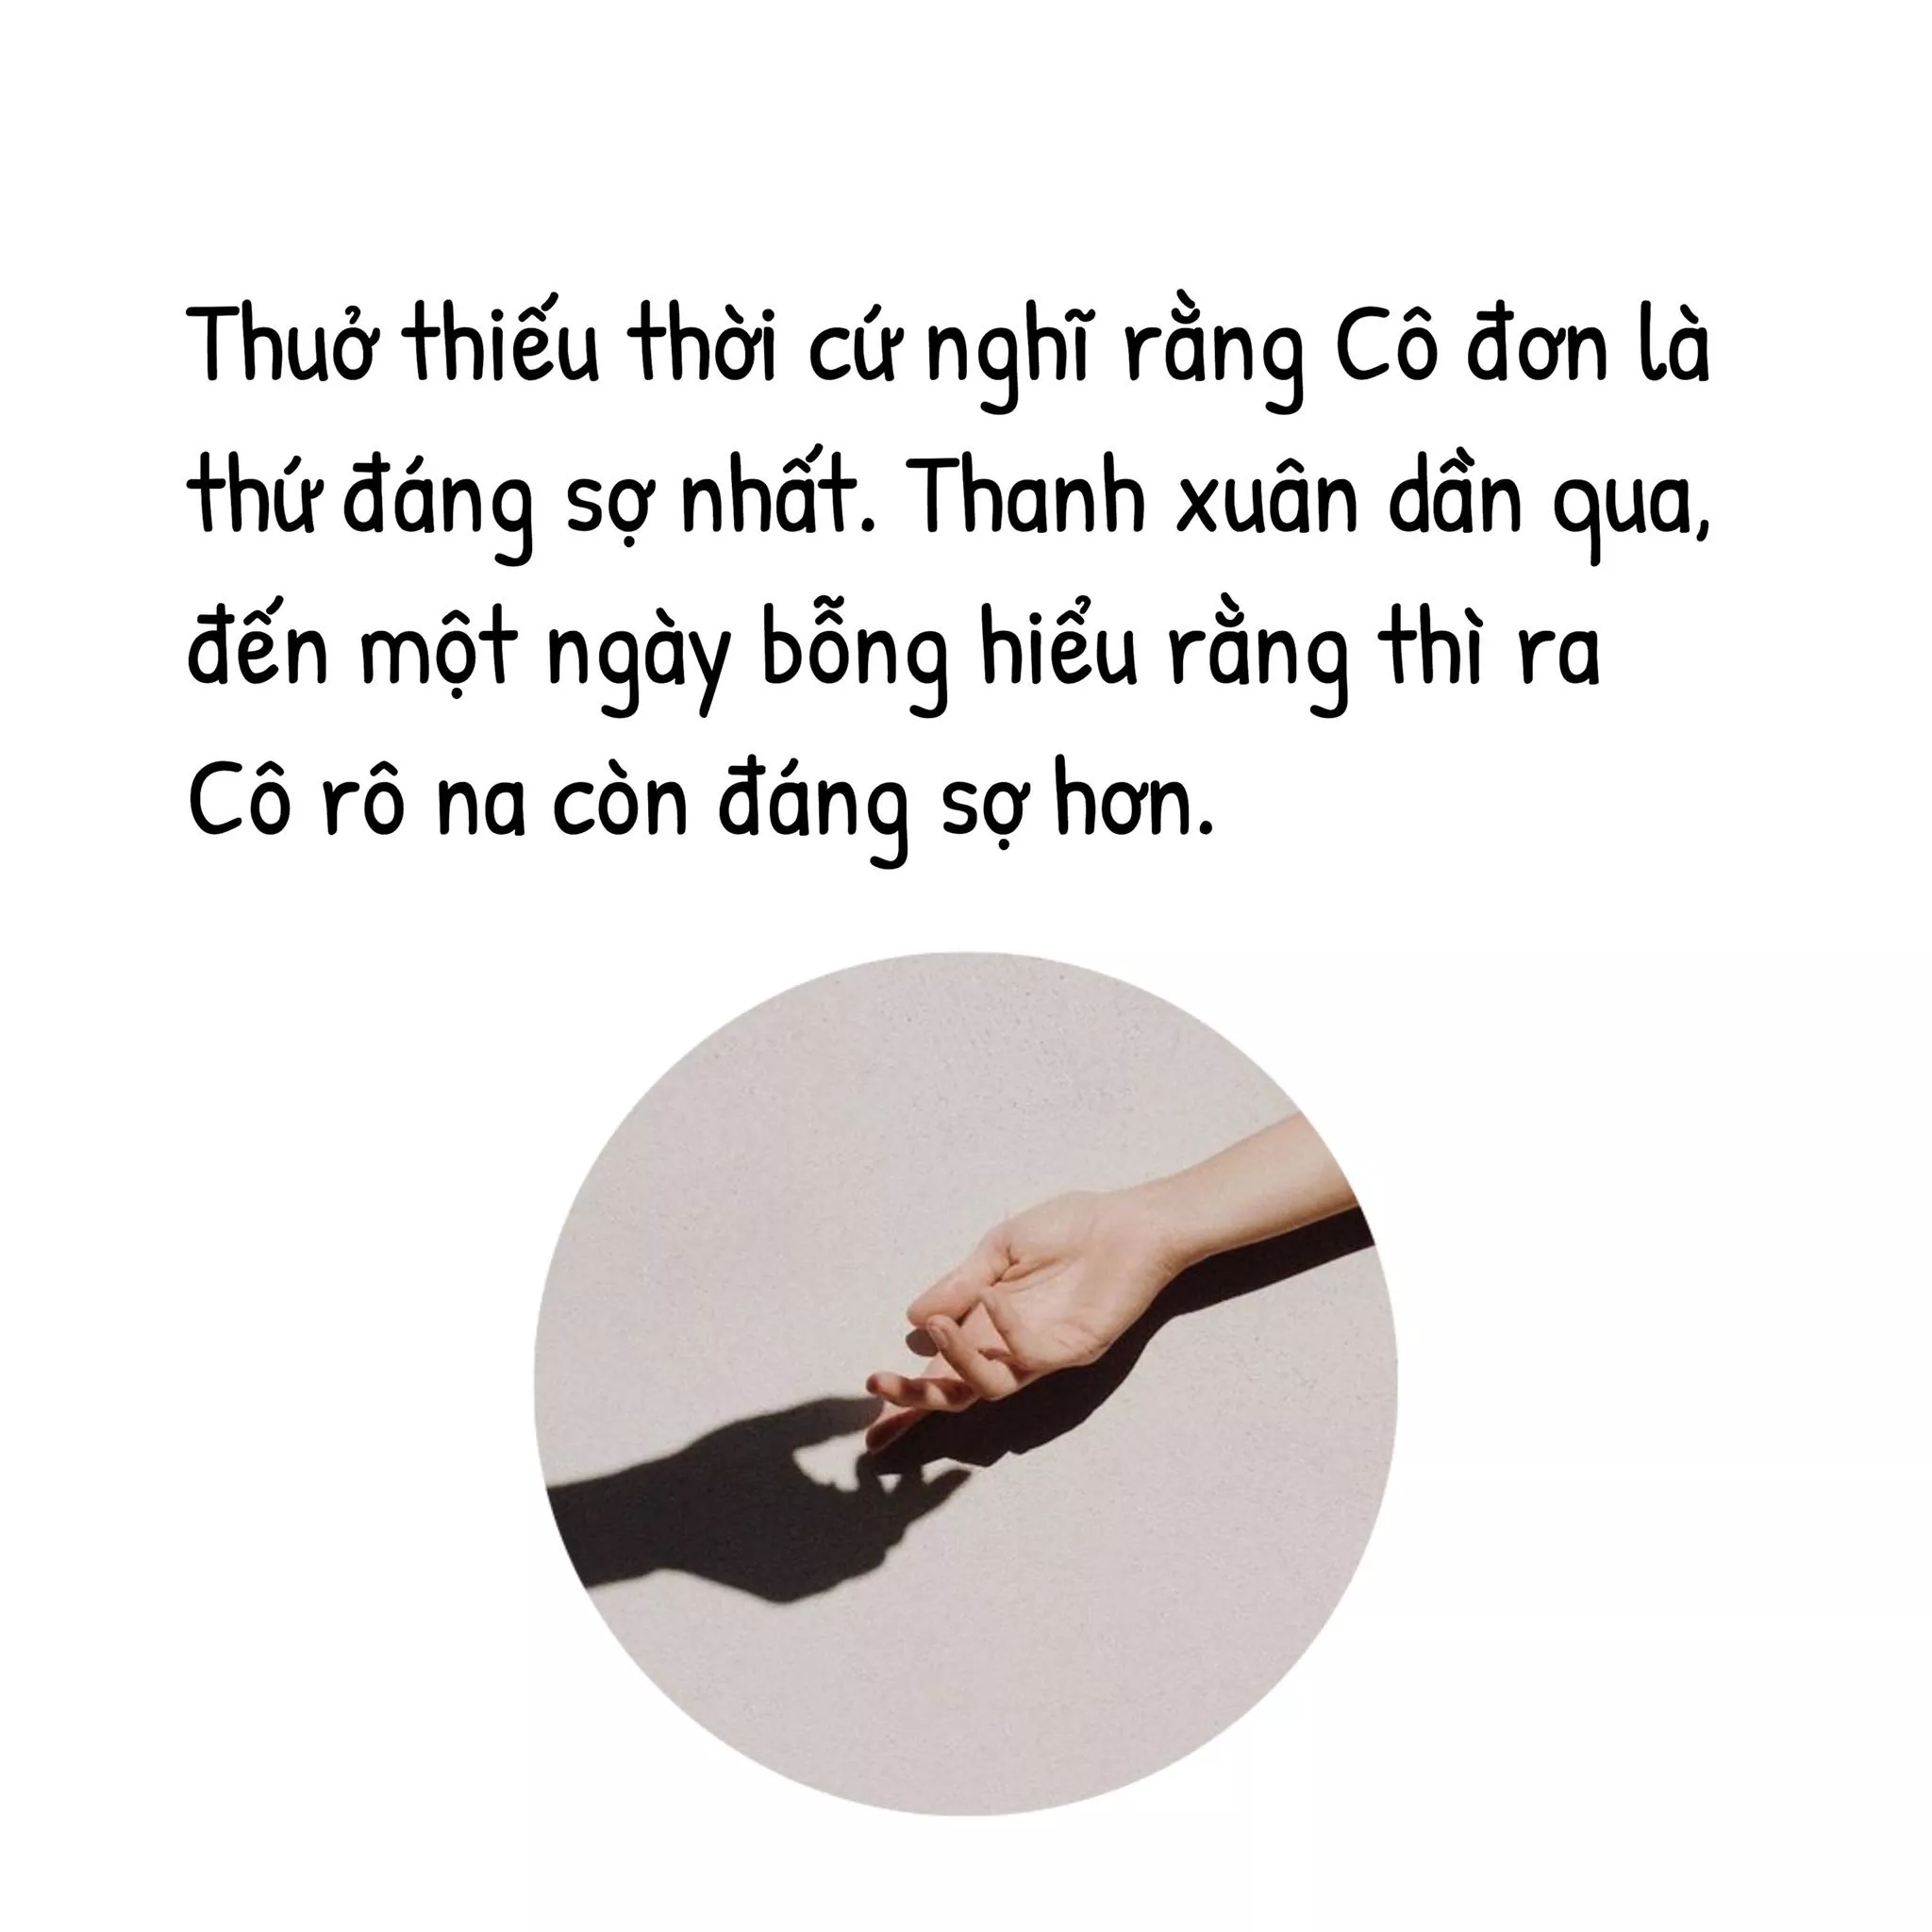 Thuở thiếu thời cứ nghĩ rằng Cô đơn là
thứ đáng sợ nhất. Thanh xuân dần qua,
đến một ngày bỗng hiểu rằng thì ra
Cô rô na còn đáng sợ hơn.